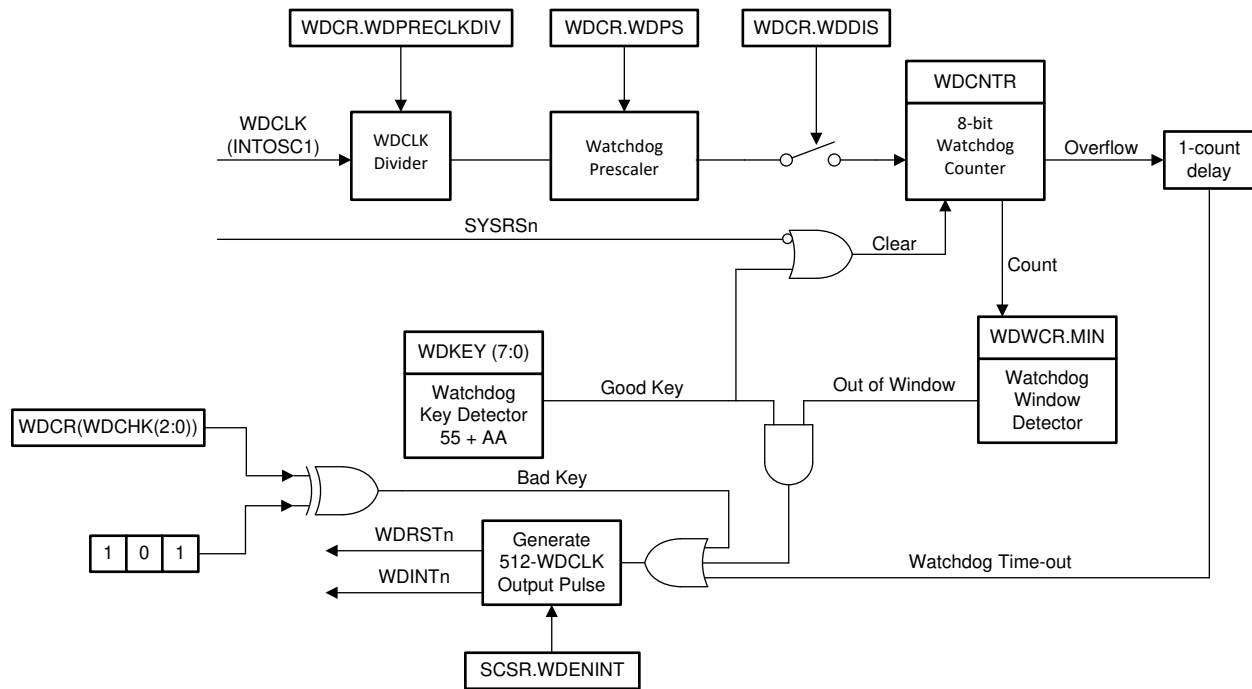 WDCR.WDPRECLKDIV
WDCR.WDPS
WDCR.WDDIS
WDCNTR
8-bit
Watchdog
Counter
WDCLK
(INTOSC1)
WDCLK
Divider
Watchdog
Prescaler
Overflow
1-count
delay
SYSRSn
Clear
Count
WDKEY (7:0)
Watchdog
Key Detector
55 + AA
Good Key
Out of Window
WDWCR.MIN
Watchdog
Window
Detector
WDCR(WDCHK(2:0))
Bad Key
1 0 1
WDRSTn
WDINTn
Generate
512-WDCLK
Output Pulse
Watchdog Time-out
SCSR.WDENINT